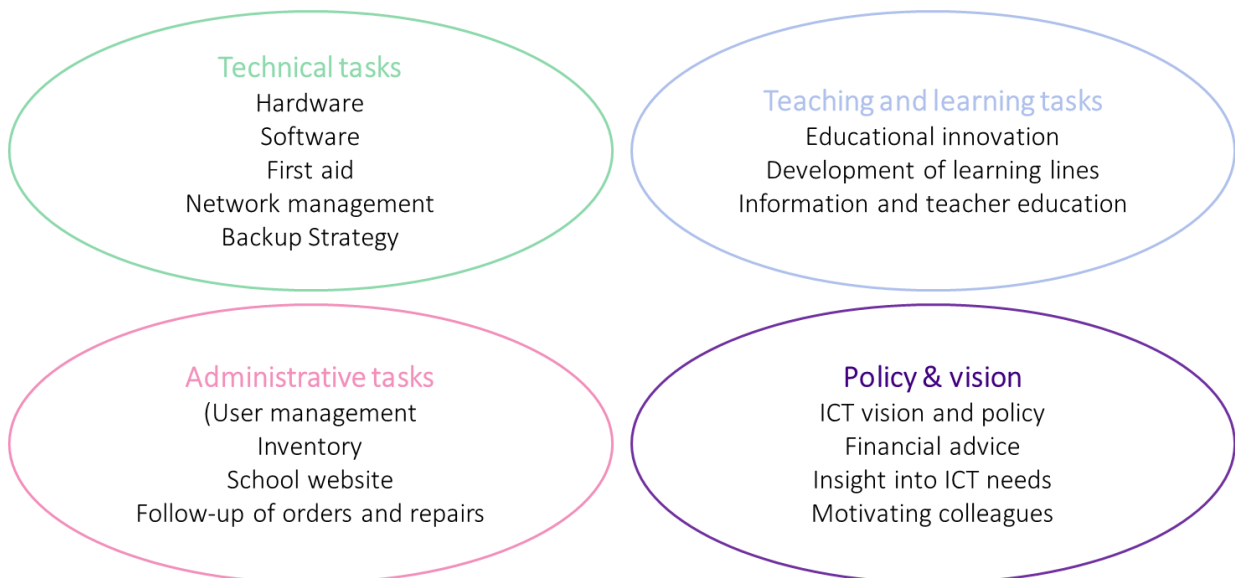 Technical tasks
Hardware
Software
First aid
Network management
Backup Strategy
Teaching and learning tasks
Educational innovation
Development of learning lines
Information and teacher education
Administrative tasks
(User management
Inventory
School website
Follow-up of orders and repairs
Policy & vision
ICT vision and policy
Financial advice
Insight into ICT needs
Motivating colleagues